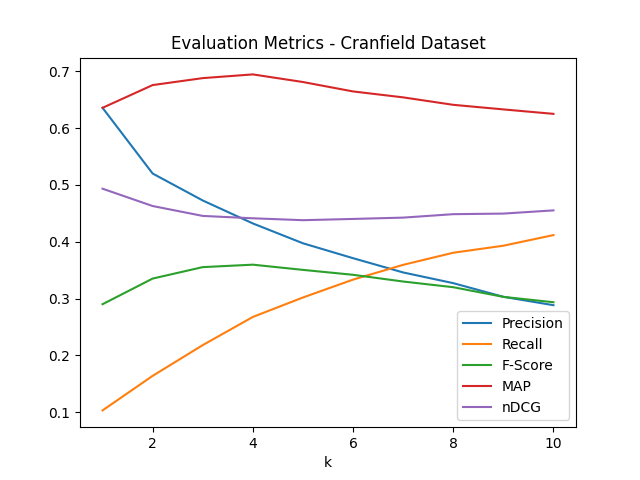 Evaluation Metrics - Cranfield Dataset
0.7
0.6
0.5
0.4
0.3
0.2
0.1
Precision
Recall
F-Score
MAP
nDCG
2 4 6 8 10
k